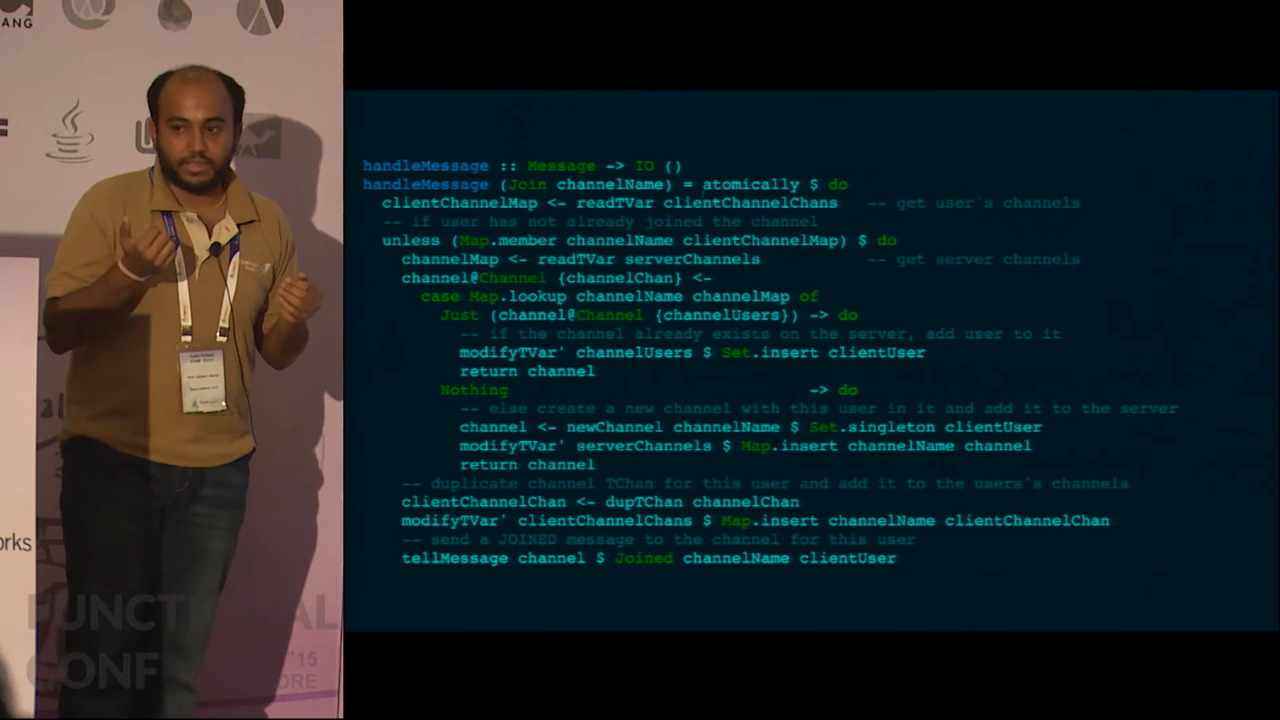 ANG
handleMessage :: Message -> IO ()
handleMessage (Join channelName) = atomically $ do
  clientChannelMap <- readTVar clientChannelChans   -- get user's channels
  -- if user has not already joined the channel
  unless (Map.member channelName clientChannelMap) $ do
    channelMap <- readTVar serverChannels           -- get server channels
    channel@Channel {channelChan} <-
      case Map.lookup channelName channelMap of
        Just (channel@Channel {channelUsers}) -> do
          -- if the channel already exists on the server, add user to it
          modifyTVar' channelUsers $ Set.insert clientUser
          return channel
        Nothing                               -> do
          -- else create a new channel with this user in it and add it to the server
          channel <- newChannel channelName $ Set.singleton clientUser
          modifyTVar' serverChannels $ Map.insert channelName channel
          return channel
    -- duplicate channel TChan for this user and add it to the users's channels
    clientChannelChan <- dupTChan channelChan
    modifyTVar' clientChannelChans $ Map.insert channelName clientChannelChan
    -- send a JOINED message to the channel for this user
    tellMessage channel $ Joined channelName clientUser
orks
FUNCTIONAL
CONF '15
ORE